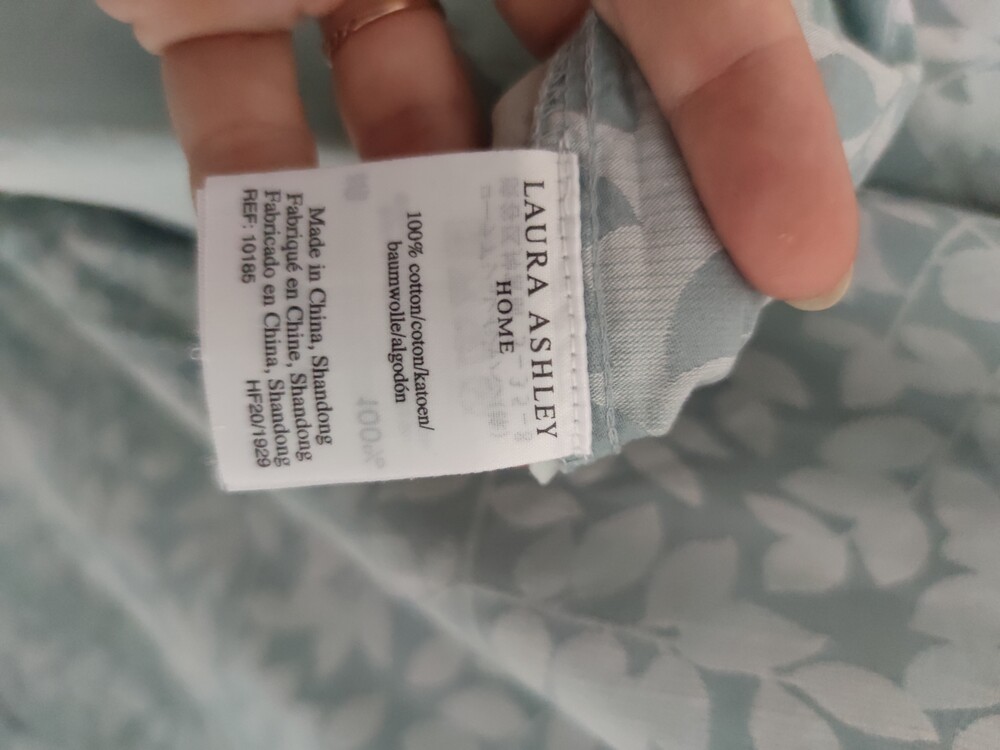 LAURA ASHLEY
HOME
100% cotton/coton/katoen/
baumwolle/algodón
Made in China, Shandong
Fabriqué en Chine, Shandong
Fabricado en China, Shandong
REF: 10185 HF20/1929